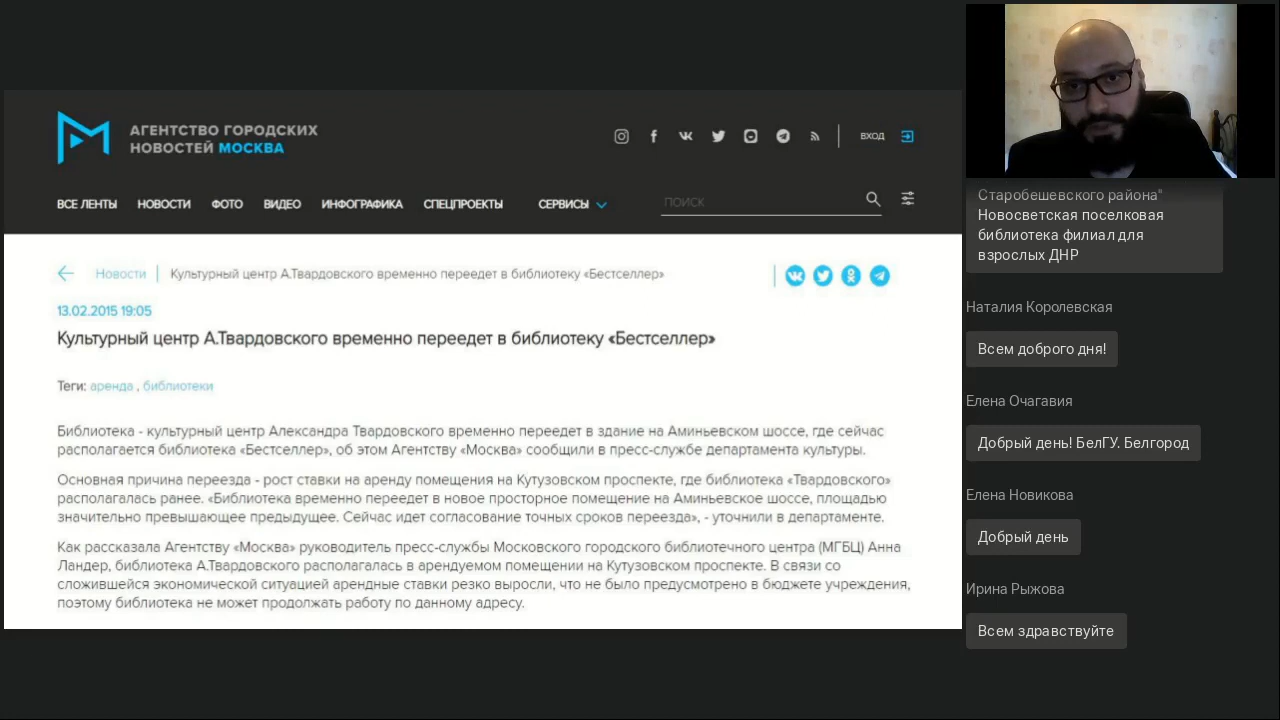 АГЕНТСТВО ГОРОДСКИХ
НОВОСТЕЙ МОСКВА
ВХОД
ВСЕ ЛЕНТЫ НОВОСТИ ФОТО ВИДЕО ИНФОГРАФИКА СПЕЦПРОЕКТЫ СЕРВИСЫ ПОИСК
Новости | Культурный центр А.Твардовского временно переедет в библиотеку «Бестселлер»
13.02.2015 19:05
Культурный центр А.Твардовского временно переедет в библиотеку «Бестселлер»
Теги: аренда , библиотеки
Библиотека - культурный центр Александра Твардовского временно переедет в здание на Аминьевском шоссе, где сейчас
располагается библиотека «Бестселлер», об этом Агентству «Москва» сообщили в пресс-службе департамента культуры.
Основная причина переезда - рост ставки на аренду помещения на Кутузовском проспекте, где библиотека «Твардовского»
располагалась ранее. «Библиотека временно переедет в новое просторное помещение на Аминьевское шоссе, площадью
значительно превышающее предыдущее. Сейчас идет согласование точных сроков переезда», - уточнили в департаменте.
Как рассказала Агентству «Москва» руководитель пресс-службы Московского городского библиотечного центра (МГБЦ) Анна
Ландер, библиотека А.Твардовского располагалась в арендуемом помещении на Кутузовском проспекте. В связи со
сложившейся экономической ситуацией арендные ставки резко выросли, что не было предусмотрено в бюджете учреждения,
поэтому библиотека не может продолжать работу по данному адресу.
Старобешевского района"
Новосветская поселковая
библиотека филиал для
взрослых ДНР
Наталия Королевская
Всем доброго дня!
Елена Очагавия
Добрый день! БелГУ. Белгород
Елена Новикова
Добрый день
Ирина Рыжова
Всем здравствуйте